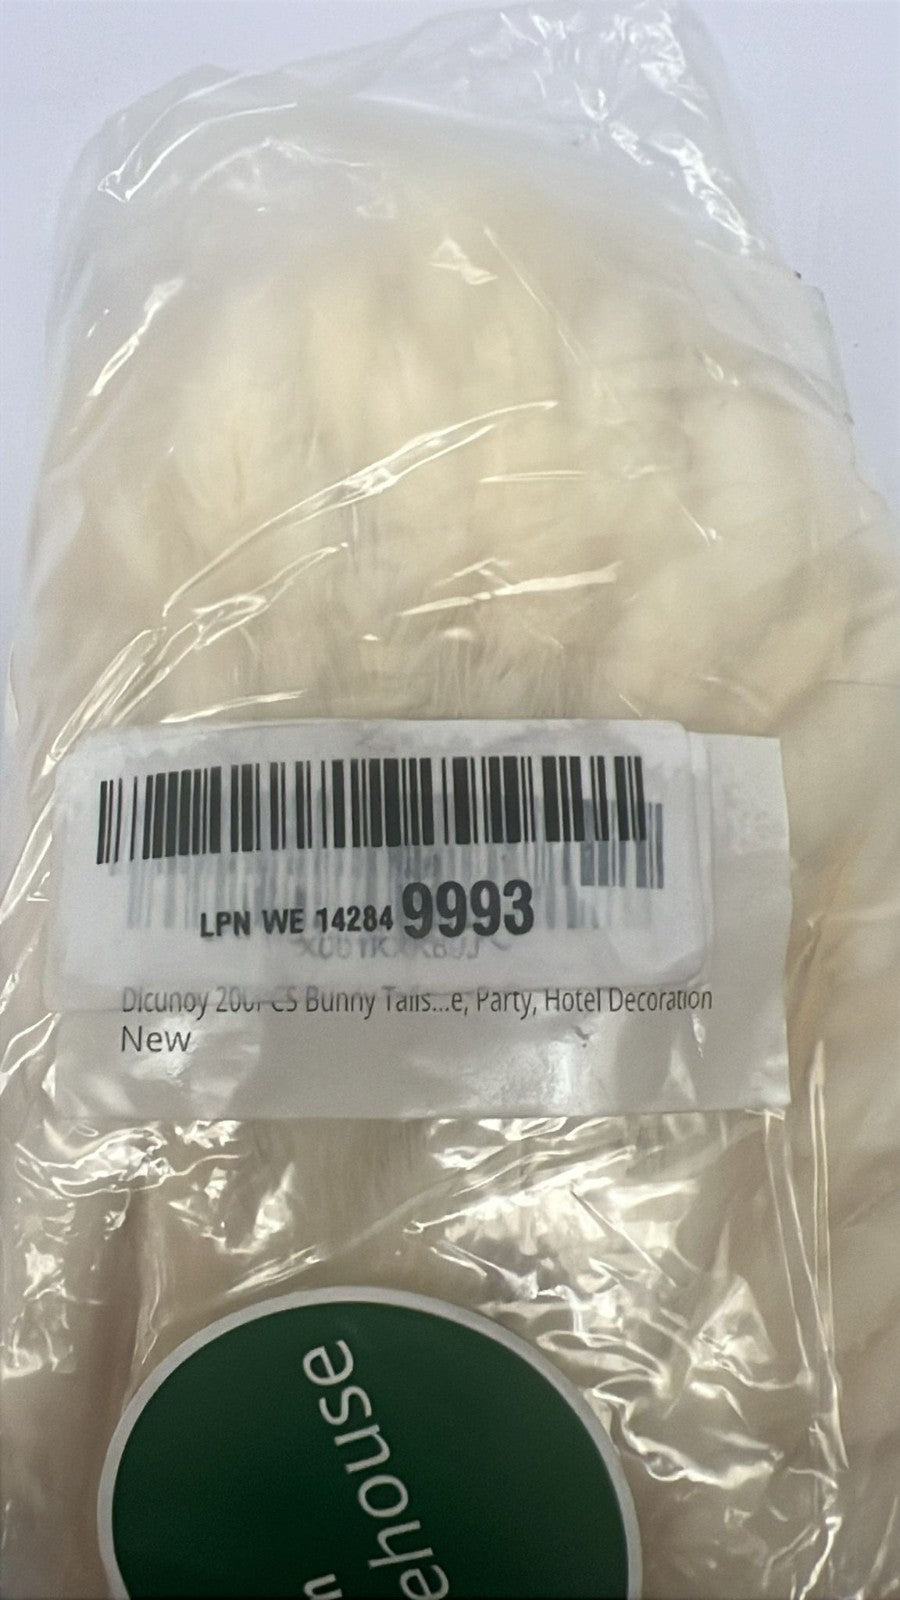 LPN WE 14284 9993
Dicunoy 200PCS Bunny Tails...e, Party, Hotel Decoration
New
ehouse
n